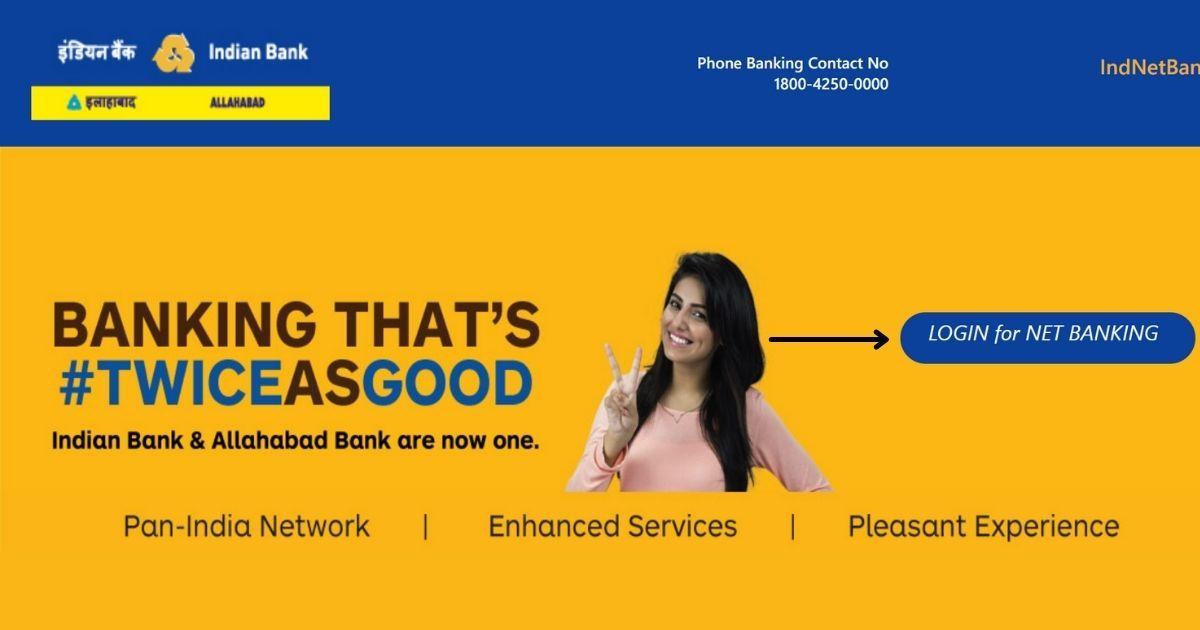 इंडियन बैंक Indian Bank
इलाहाबाद ALLAHABAD
Phone Banking Contact No
1800-4250-0000
IndNetBan
BANKING THAT'S
#TWICEASGOOD
Indian Bank & Allahabad Bank are now one.
LOGIN for NET BANKING
Pan-India Network | Enhanced Services | Pleasant Experience